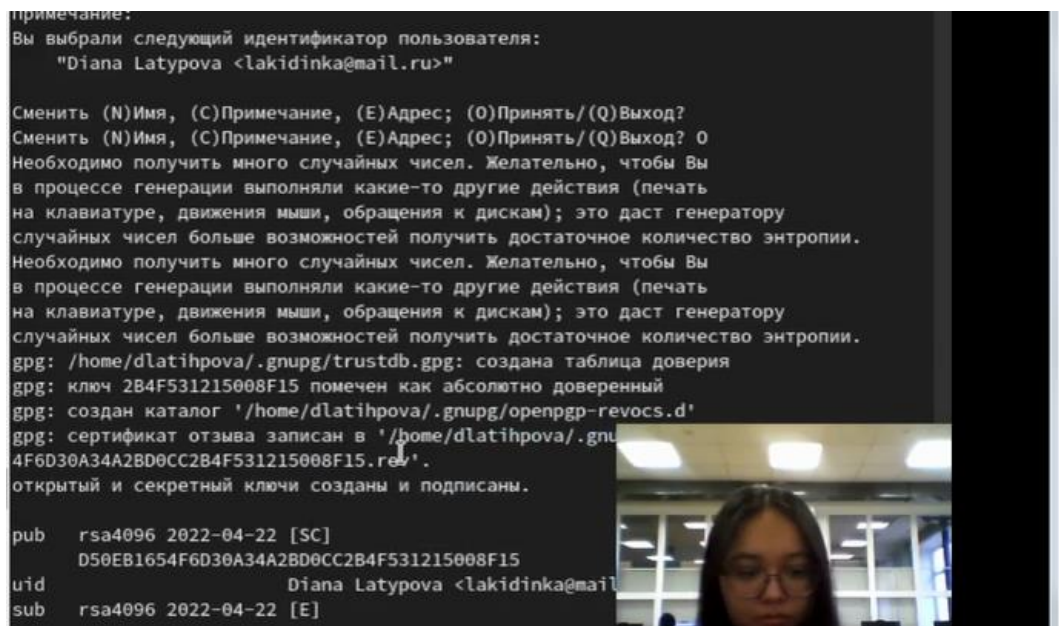 Примечание:
Вы выбрали следующий идентификатор пользователя:
"Diana Latypova <lakidinka@mail.ru>"
Сменить (N)Имя, (C)Примечание, (E)Адрес; (O)Принять/(Q)Выход?
Сменить (N)Имя, (C)Примечание, (E)Адрес; (O)Принять/(Q)Выход? O
Необходимо получить много случайных чисел. Желательно, чтобы Вы
в процессе генерации выполняли какие-то другие действия (печать
на клавиатуре, движения мыши, обращения к дискам); это даст генератору
случайных чисел больше возможностей получить достаточное количество энтропии.
Необходимо получить много случайных чисел. Желательно, чтобы Вы
в процессе генерации выполняли какие-то другие действия (печать
на клавиатуре, движения мыши, обращения к дискам); это даст генератору
случайных чисел больше возможностей получить достаточное количество энтропии.
gpg: /home/dlatihpova/.gnupg/trustdb.gpg: создана таблица доверия
gpg: ключ 2B4F531215008F15 помечен как абсолютно доверенный
gpg: создан каталог '/home/dlatihpova/.gnupg/openpgp-revocs.d'
gpg: сертификат отзыва записан в '/home/dlatihpova/.gnu
4F6D30A34A2BD0CC2B4F531215008F15.rev'.
открытый и секретный ключи созданы и подписаны.
pub rsa4096 2022-04-22 [SC]
D50EB1654F6D30A34A2BD0CC2B4F531215008F15
uid Diana Latypova <lakidinka@mail
sub rsa4096 2022-04-22 [E]